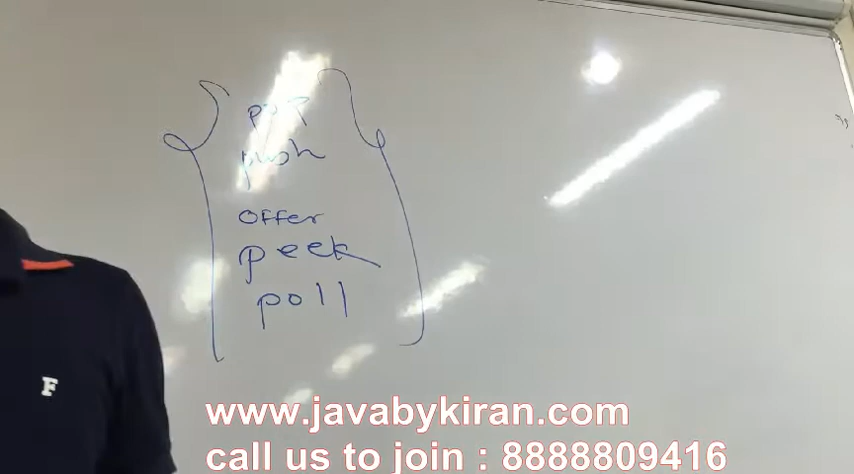 pop
push
offer
peek
poll
F
www.javabykiran.com
call us to join : 8888809416